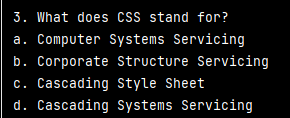 3. What does CSS stand for?
a. Computer Systems Servicing
b. Corporate Structure Servicing
c. Cascading Style Sheet
d. Cascading Systems Servicing